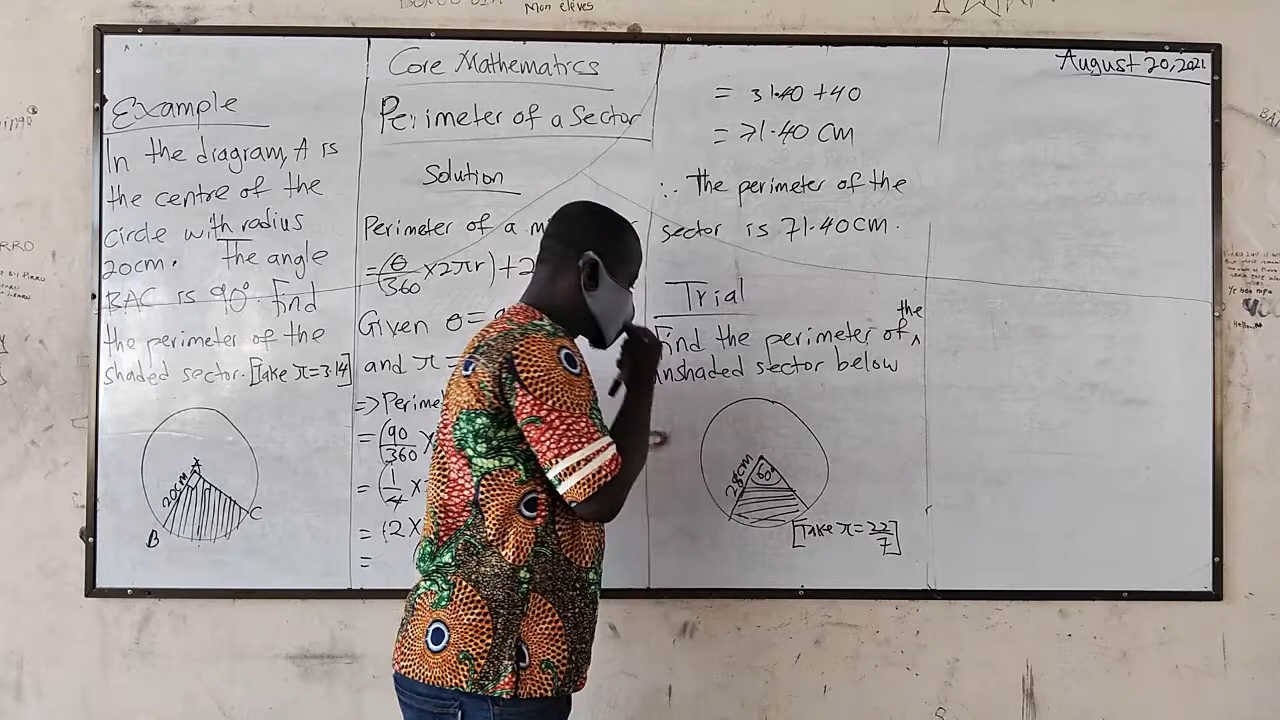 Mon élèves
August 20, 2021
Core Mathematics
Perimeter of a Sector
Example
In the diagram, A is
the centre of the
circle with radius
20cm. The angle
BAC is 90°. Find
the perimeter of the
shaded sector. [Take π=3.14]
A
20cm
B
C
Solution
Perimeter of a
=(θ/360 ×2πr)+2
Given θ=
and π=
=> Perime
=(90/360 ×
=(1/4 ×
=(2×
=
= 31.40 +40
= 71.40 cm
∴ The perimeter of the
sector is 71.40cm.
Trial
Find the perimeter of the
unshaded sector below
28cm
60°
[Take π=22/7]